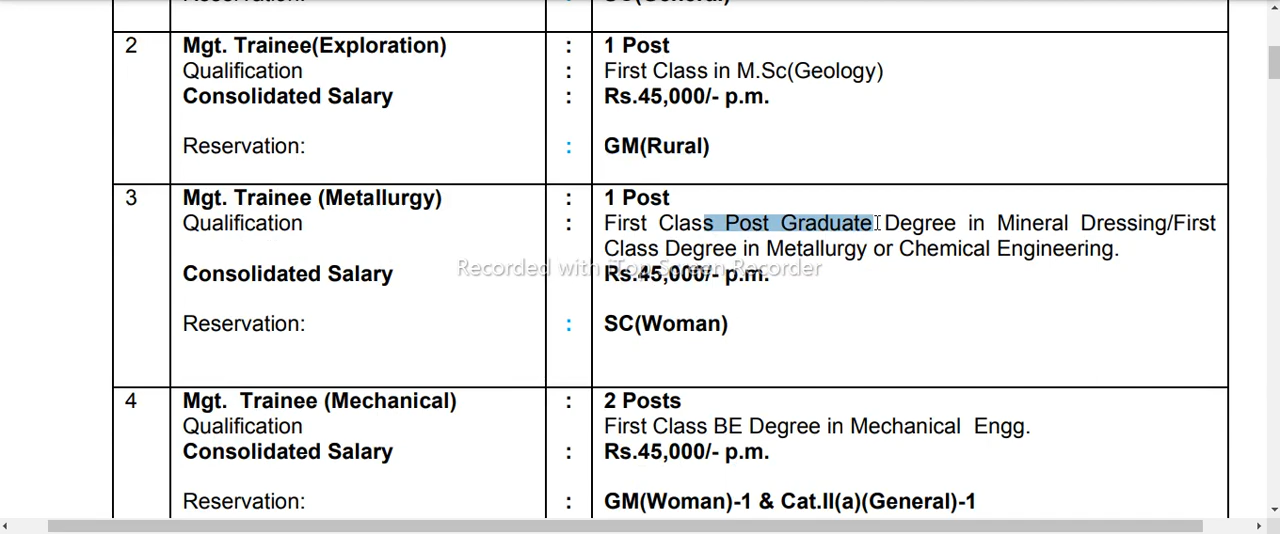 2 Mgt. Trainee(Exploration) : 1 Post
Qualification : First Class in M.Sc(Geology)
Consolidated Salary : Rs.45,000/- p.m.
Reservation: : GM(Rural)
3 Mgt. Trainee (Metallurgy) : 1 Post
Qualification : First Class Post Graduate Degree in Mineral Dressing/First
Class Degree in Metallurgy or Chemical Engineering.
Recorded with iTop Screen Recorder
Consolidated Salary : Rs.45,000/- p.m.
Reservation: : SC(Woman)
4 Mgt. Trainee (Mechanical) : 2 Posts
Qualification : First Class BE Degree in Mechanical Engg.
Consolidated Salary : Rs.45,000/- p.m.
Reservation: : GM(Woman)-1 & Cat.II(a)(General)-1